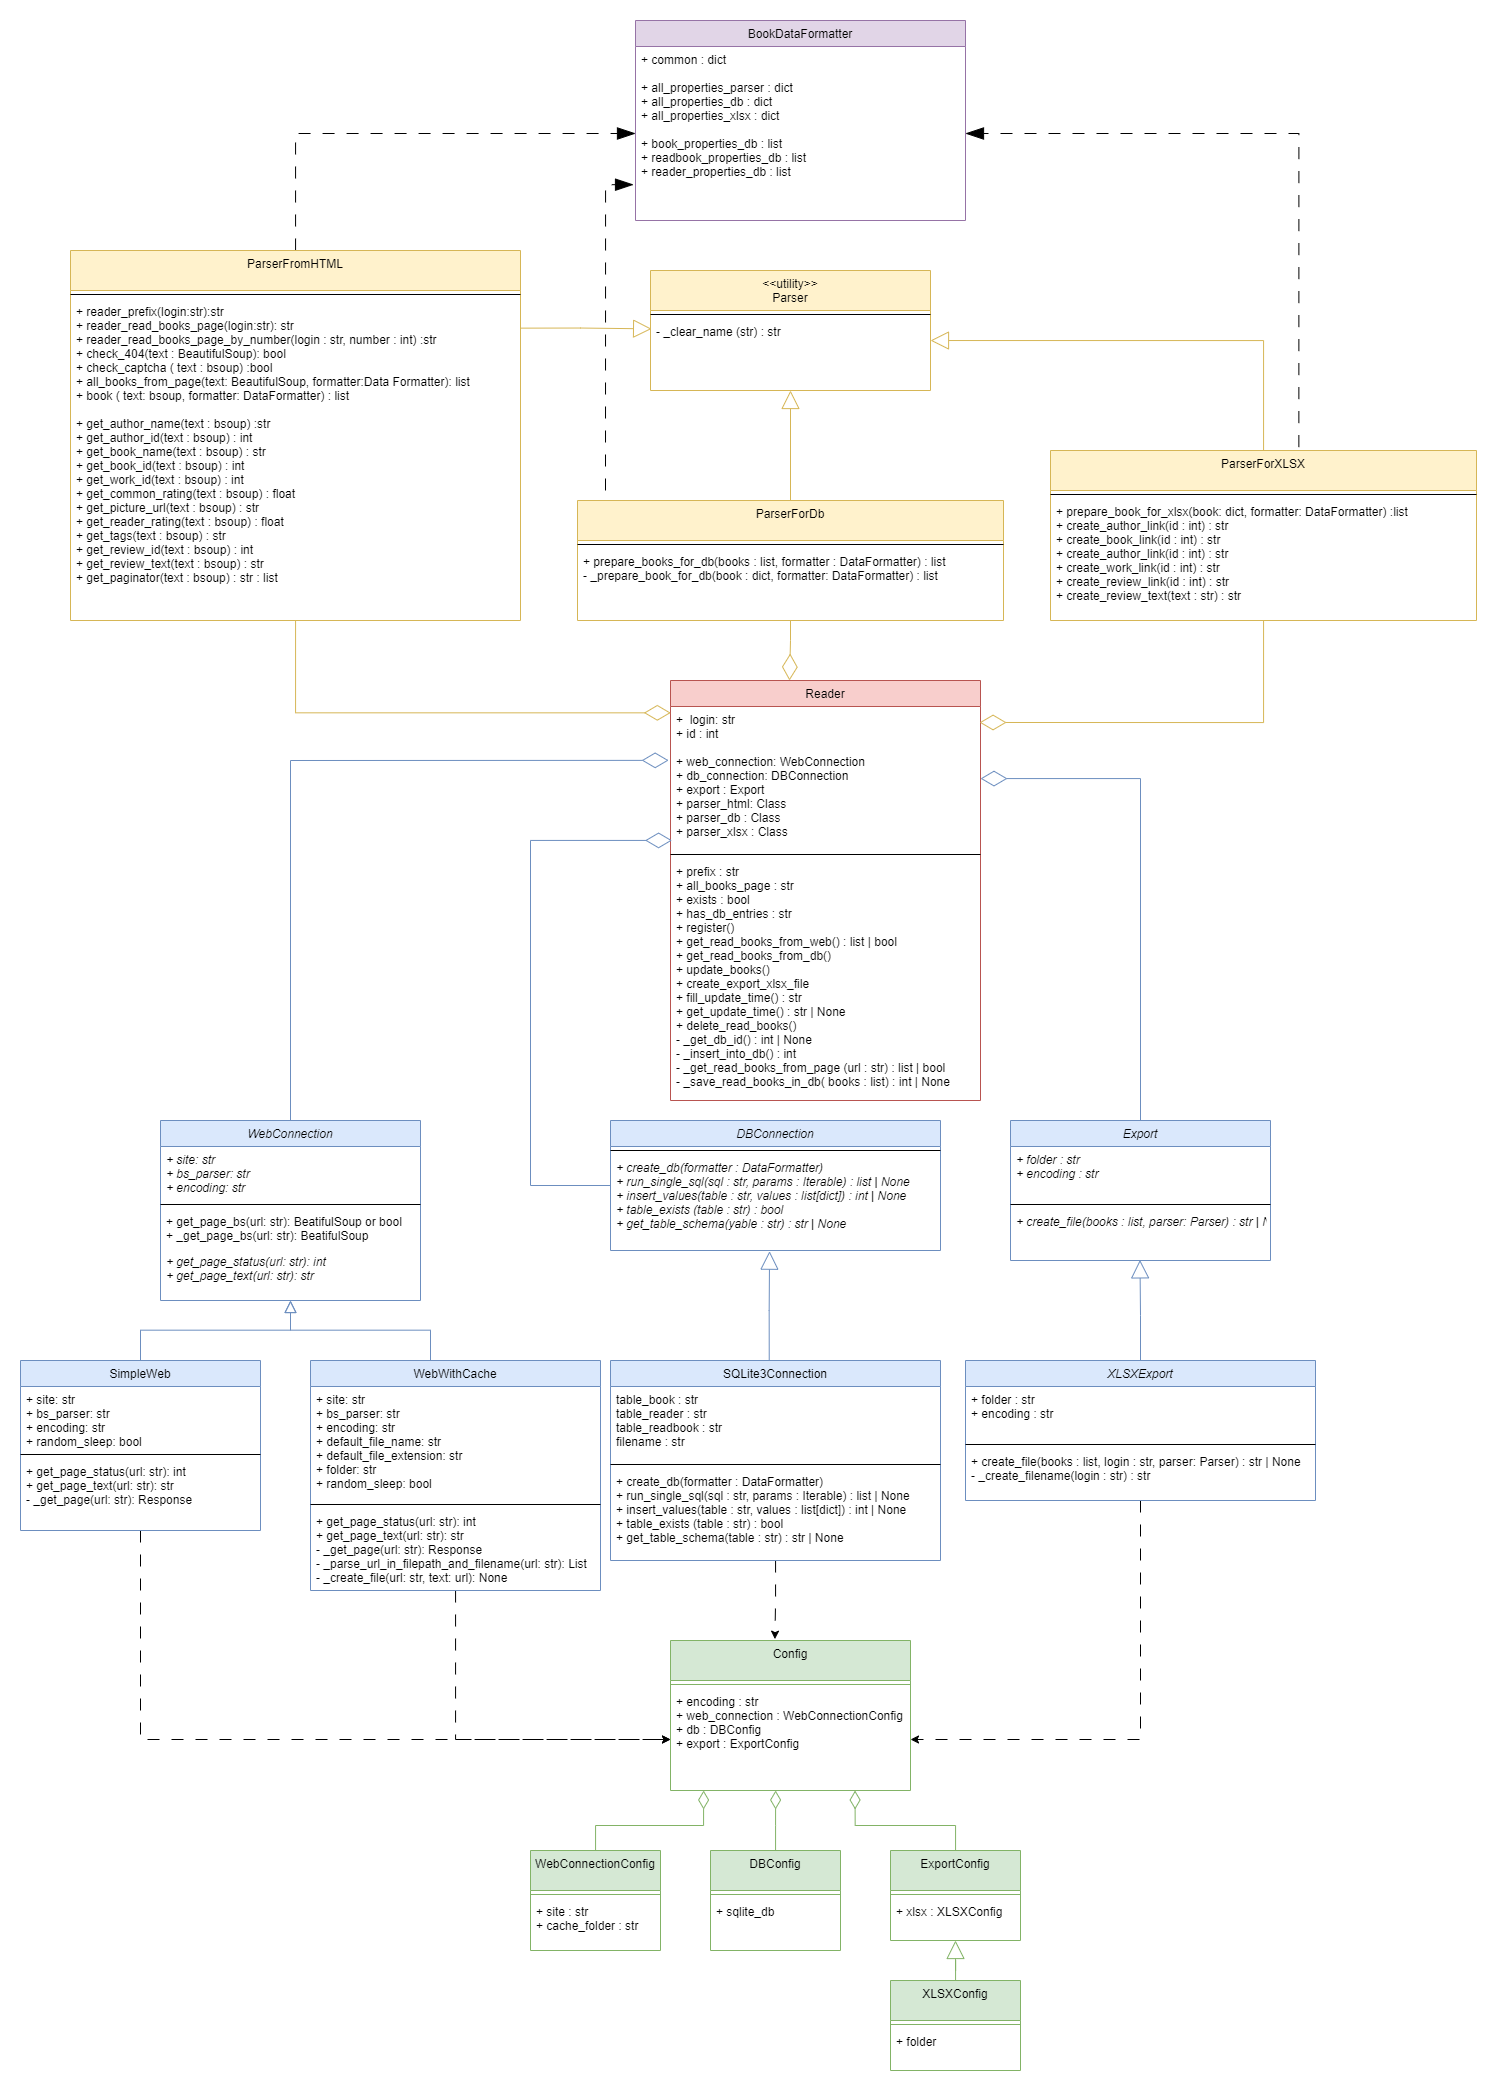 BookDataFormatter
+ common : dict
+ all_properties_parser : dict
+ all_properties_db : dict
+ all_properties_xlsx : dict
+ book_properties_db : list
+ readbook_properties_db : list
+ reader_properties_db : list
ParserFromHTML
+ reader_prefix(login:str):str
+ reader_read_books_page(login:str): str
+ reader_read_books_page_by_number(login : str, number : int) :str
+ check_404(text : BeautifulSoup): bool
+ check_captcha ( text : bsoup) :bool
+ all_books_from_page(text: BeautifulSoup, formatter:Data Formatter): list
+ book ( text: bsoup, formatter: DataFormatter) : list
+ get_author_name(text : bsoup) :str
+ get_author_id(text : bsoup) : int
+ get_book_name(text : bsoup) : str
+ get_book_id(text : bsoup) : int
+ get_work_id(text : bsoup) : int
+ get_common_rating(text : bsoup) : float
+ get_picture_url(text : bsoup) : str
+ get_reader_rating(text : bsoup) : float
+ get_tags(text : bsoup) : str
+ get_review_id(text : bsoup) : int
+ get_review_text(text : bsoup) : str
+ get_paginator(text : bsoup) : str : list
<<utility>>
Parser
- _clear_name (str) : str
ParserForDb
+ prepare_books_for_db(books : list, formatter : DataFormatter) : list
- _prepare_book_for_db(book : dict, formatter: DataFormatter) : list
ParserForXLSX
+ prepare_book_for_xlsx(book: dict, formatter: DataFormatter) :list
+ create_author_link(id : int) : str
+ create_book_link(id : int) : str
+ create_author_link(id : int) : str
+ create_work_link(id : int) : str
+ create_review_link(id : int) : str
+ create_review_text(text : str) : str
Reader
+  login: str
+ id : int
+ web_connection: WebConnection
+ db_connection: DBConnection
+ export : Export
+ parser_html: Class
+ parser_db : Class
+ parser_xlsx : Class
+ prefix : str
+ all_books_page : str
+ exists : bool
+ has_db_entries : str
+ register()
+ get_read_books_from_web() : list | bool
+ get_read_books_from_db()
+ update_books()
+ create_export_xlsx_file
+ fill_update_time() : str
+ get_update_time() : str | None
+ delete_read_books()
- _get_db_id() : int | None
- _insert_into_db() : int
- _get_read_books_from_page (url : str) : list | bool
- _save_read_books_in_db( books : list) : int | None
WebConnection
+ site: str
+ bs_parser: str
+ encoding: str
+ get_page_bs(url: str): BeatifulSoup or bool
+ _get_page_bs(url: str): BeatifulSoup
+ get_page_status(url: str): int
+ get_page_text(url: str): str
DBConnection
+ create_db(formatter : DataFormatter)
+ run_single_sql(sql : str, params : Iterable) : list | None
+ insert_values(table : str, values : list[dict]) : int | None
+ table_exists (table : str) : bool
+ get_table_schema(yable : str) : str | None
Export
+ folder : str
+ encoding : str
+ create_file(books : list, parser: Parser) : str |
SimpleWeb
+ site: str
+ bs_parser: str
+ encoding: str
+ random_sleep: bool
+ get_page_status(url: str): int
+ get_page_text(url: str): str
- _get_page(url: str): Response
WebWithCache
+ site: str
+ bs_parser: str
+ encoding: str
+ default_file_name: str
+ default_file_extension: str
+ folder: str
+ random_sleep: bool
+ get_page_status(url: str): int
+ get_page_text(url: str): str
- _get_page(url: str): Response
- _parse_url_in_filepath_and_filename(url: str): List
- _create_file(url: str, text: url): None
SQLite3Connection
table_book : str
table_reader : str
table_readbook : str
filename : str
+ create_db(formatter : DataFormatter)
+ run_single_sql(sql : str, params : Iterable) : list | None
+ insert_values(table : str, values : list[dict]) : int | None
+ table_exists (table : str) : bool
+ get_table_schema(table : str) : str | None
XLSXExport
+ folder : str
+ encoding : str
+ create_file(books : list, login : str, parser: Parser) : str | None
- _create_filename(login : str) : str
Config
+ encoding : str
+ web_connection : WebConnectionConfig
+ db : DBConfig
+ export : ExportConfig
WebConnectionConfig
+ site : str
+ cache_folder : str
DBConfig
+ sqlite_db
ExportConfig
+ xlsx : XLSXConfig
XLSXConfig
+ folder